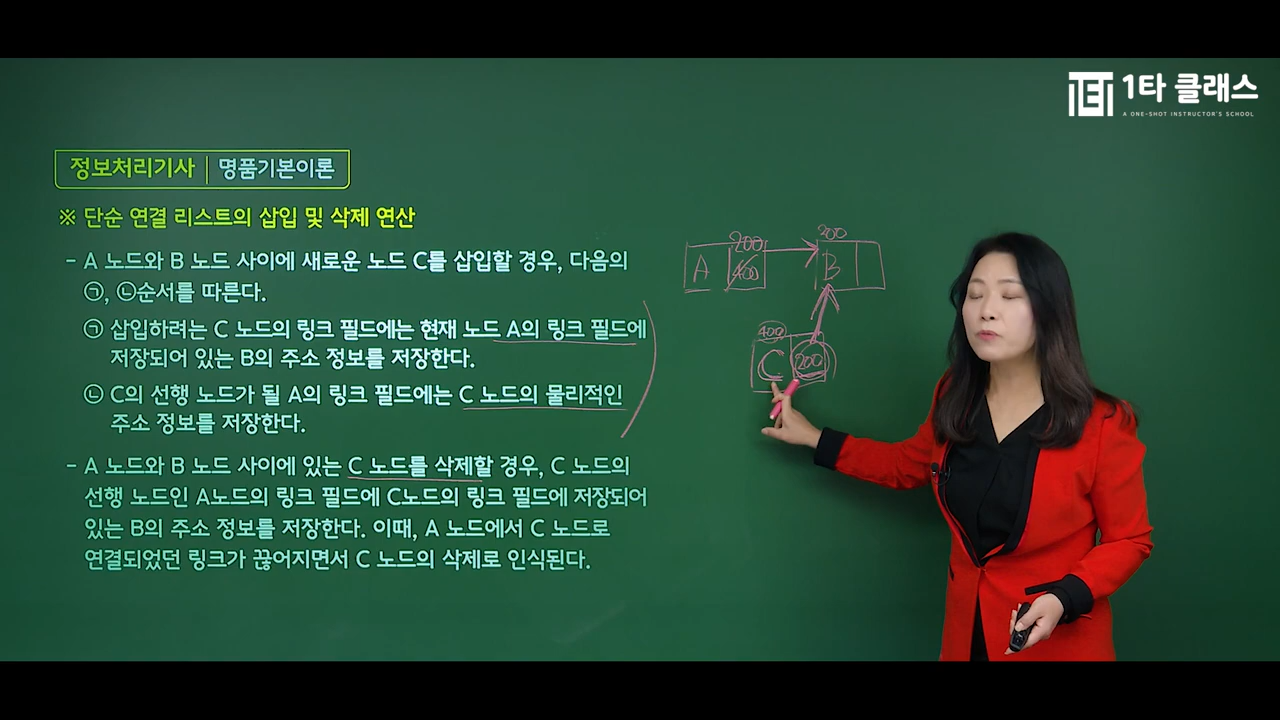 1타 클래스
A ONE-SHOT INSTRUCTOR'S SCHOOL
정보처리기사 | 명품기본이론
※ 단순 연결 리스트의 삽입 및 삭제 연산
- A 노드와 B 노드 사이에 새로운 노드 C를 삽입할 경우, 다음의
㉠, ㉡순서를 따른다.
㉠ 삽입하려는 C 노드의 링크 필드에는 현재 노드 A의 링크 필드에
저장되어 있는 B의 주소 정보를 저장한다.
㉡ C의 선행 노드가 될 A의 링크 필드에는 C 노드의 물리적인
주소 정보를 저장한다.
- A 노드와 B 노드 사이에 있는 C 노드를 삭제할 경우, C 노드의
선행 노드인 A노드의 링크 필드에 C노드의 링크 필드에 저장되어
있는 B의 주소 정보를 저장한다. 이때, A 노드에서 C 노드로
연결되었던 링크가 끊어지면서 C 노드의 삭제로 인식된다.
200 200
A 400 B
400
C 200